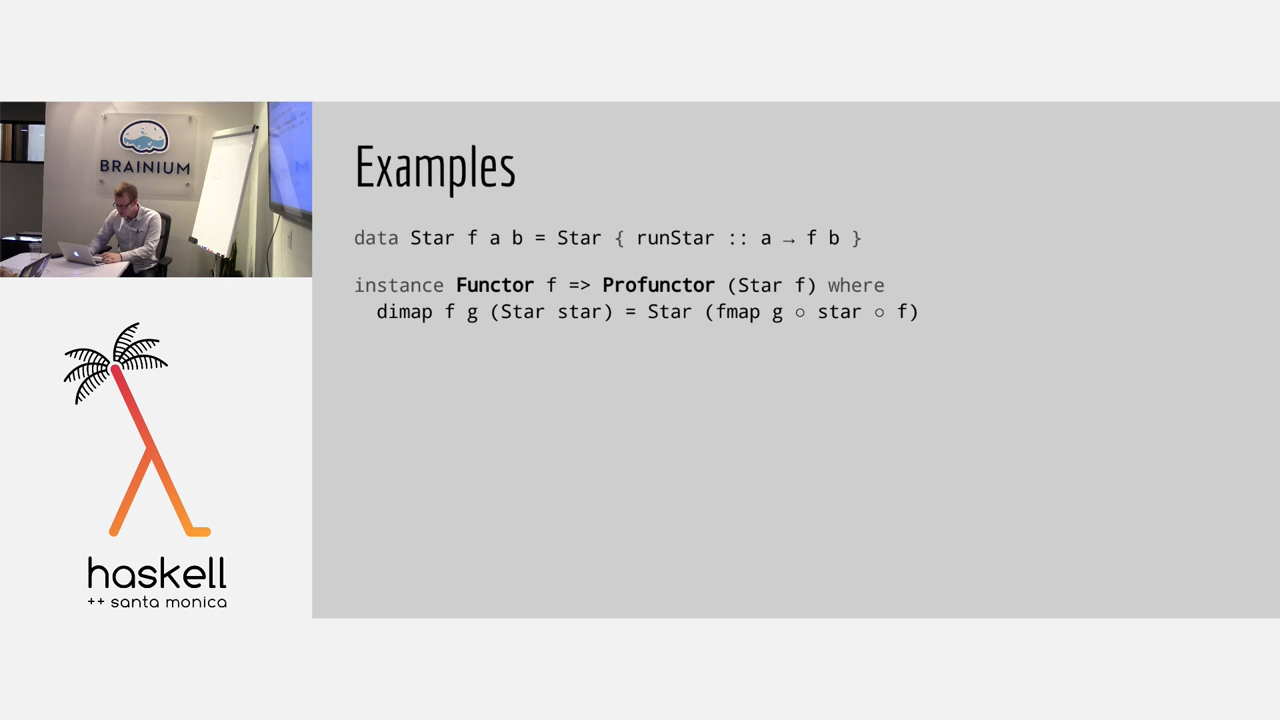 BRAINIUM
Examples
data Star f a b = Star { runStar :: a → f b }
instance Functor f => Profunctor (Star f) where
dimap f g (Star star) = Star (fmap g ○ star ○ f)
haskell
++ santa monica